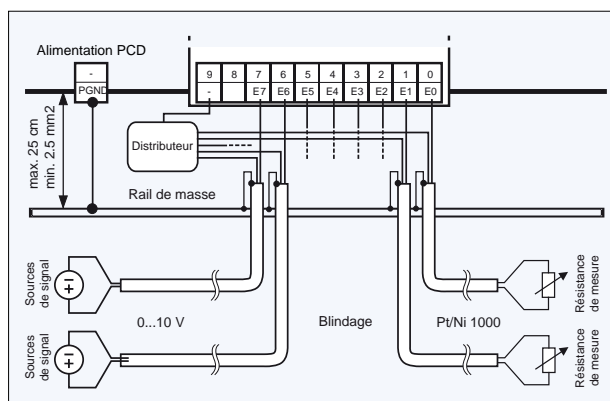 Alimentation PCD
-
PGND
9 8 7 6 5 4 3 2 1 0
- E7 E6 E5 E4 E3 E2 E1 E0
max. 25 cm
min. 2.5 mm2
Distributeur
Rail de masse
Sources
de signal
0...10 V
Blindage
Pt/Ni 1000
Résistance
de mesure
Sources
de signal
Résistance
de mesure